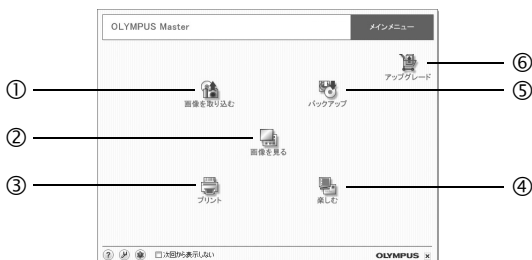 OLYMPUS Master
メインメニュー
⑥
アップグレード
①
画像を取り込む
バックアップ
⑤
②
画像を見る
③
プリント
楽しむ
④
? 次回から表示しない
OLYMPUS ×